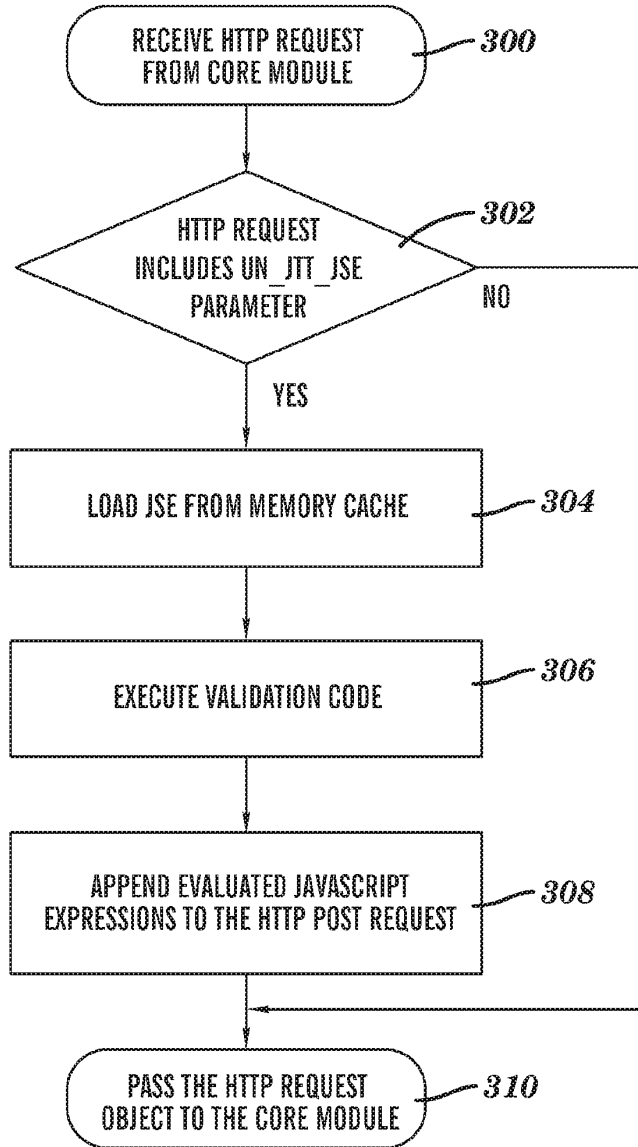 RECEIVE HTTP REQUEST
FROM CORE MODULE
300
HTTP REQUEST
INCLUDES UN_JTT_JSE
PARAMETER
302
NO
YES
LOAD JSE FROM MEMORY CACHE
304
EXECUTE VALIDATION CODE
306
APPEND EVALUATED JAVASCRIPT
EXPRESSIONS TO THE HTTP POST REQUEST
308
PASS THE HTTP REQUEST
OBJECT TO THE CORE MODULE
310